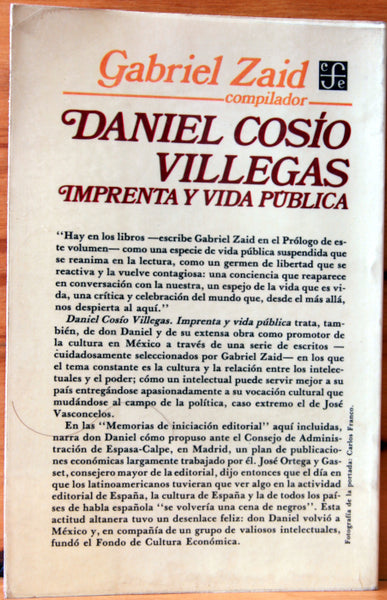 Gabriel Zaid
compilador
cfe
DANIEL COSÍO
VILLEGAS
IMPRENTA Y VIDA PÚBLICA
"Hay en los libros —escribe Gabriel Zaid en el Prólogo de es-
te volumen— como una especie de vida pública suspendida que
se reanima en la lectura, como un germen de libertad que se
reactiva y la vuelve contagiosa: una conciencia que reaparece
en conversación con la nuestra, un espejo de la vida que es vi-
da, una crítica y celebración del mundo que, desde el más allá,
nos despierta al aquí."
Daniel Cosío Villegas. Imprenta y vida pública trata, tam-
bién, de don Daniel y de su extensa obra como promotor de
la cultura en México a través de una serie de escritos —
cuidadosamente seleccionados por Gabriel Zaid— en los que
el tema constante es la cultura y la relación entre los intelec-
tuales y el poder; cómo un intelectual puede servir mejor a su
país entregándose apasionadamente a su vocación cultural que
mudándose al campo de la política, caso extremo el de José
Vasconcelos.
En las "Memorias de iniciación editorial" aquí incluidas,
narra don Daniel cómo propuso ante el Consejo de Adminis-
tración de Espasa-Calpe, en Madrid, un plan de publicacio-
nes económicas largamente trabajado por él. José Ortega y Gas-
set, consejero mayor de la editorial, dijo entonces que el día en
que los latinoamericanos tuvieran que ver algo en la actividad
editorial de España, la cultura de España y la de todos los paí-
ses de habla española "se volvería una cena de negros". Esta
actitud altanera tuvo un desenlace feliz: don Daniel volvió a
México y, en compañía de un grupo de valiosos intelectuales,
fundó el Fondo de Cultura Económica.
Fotografía de la portada: Carlos Franco.